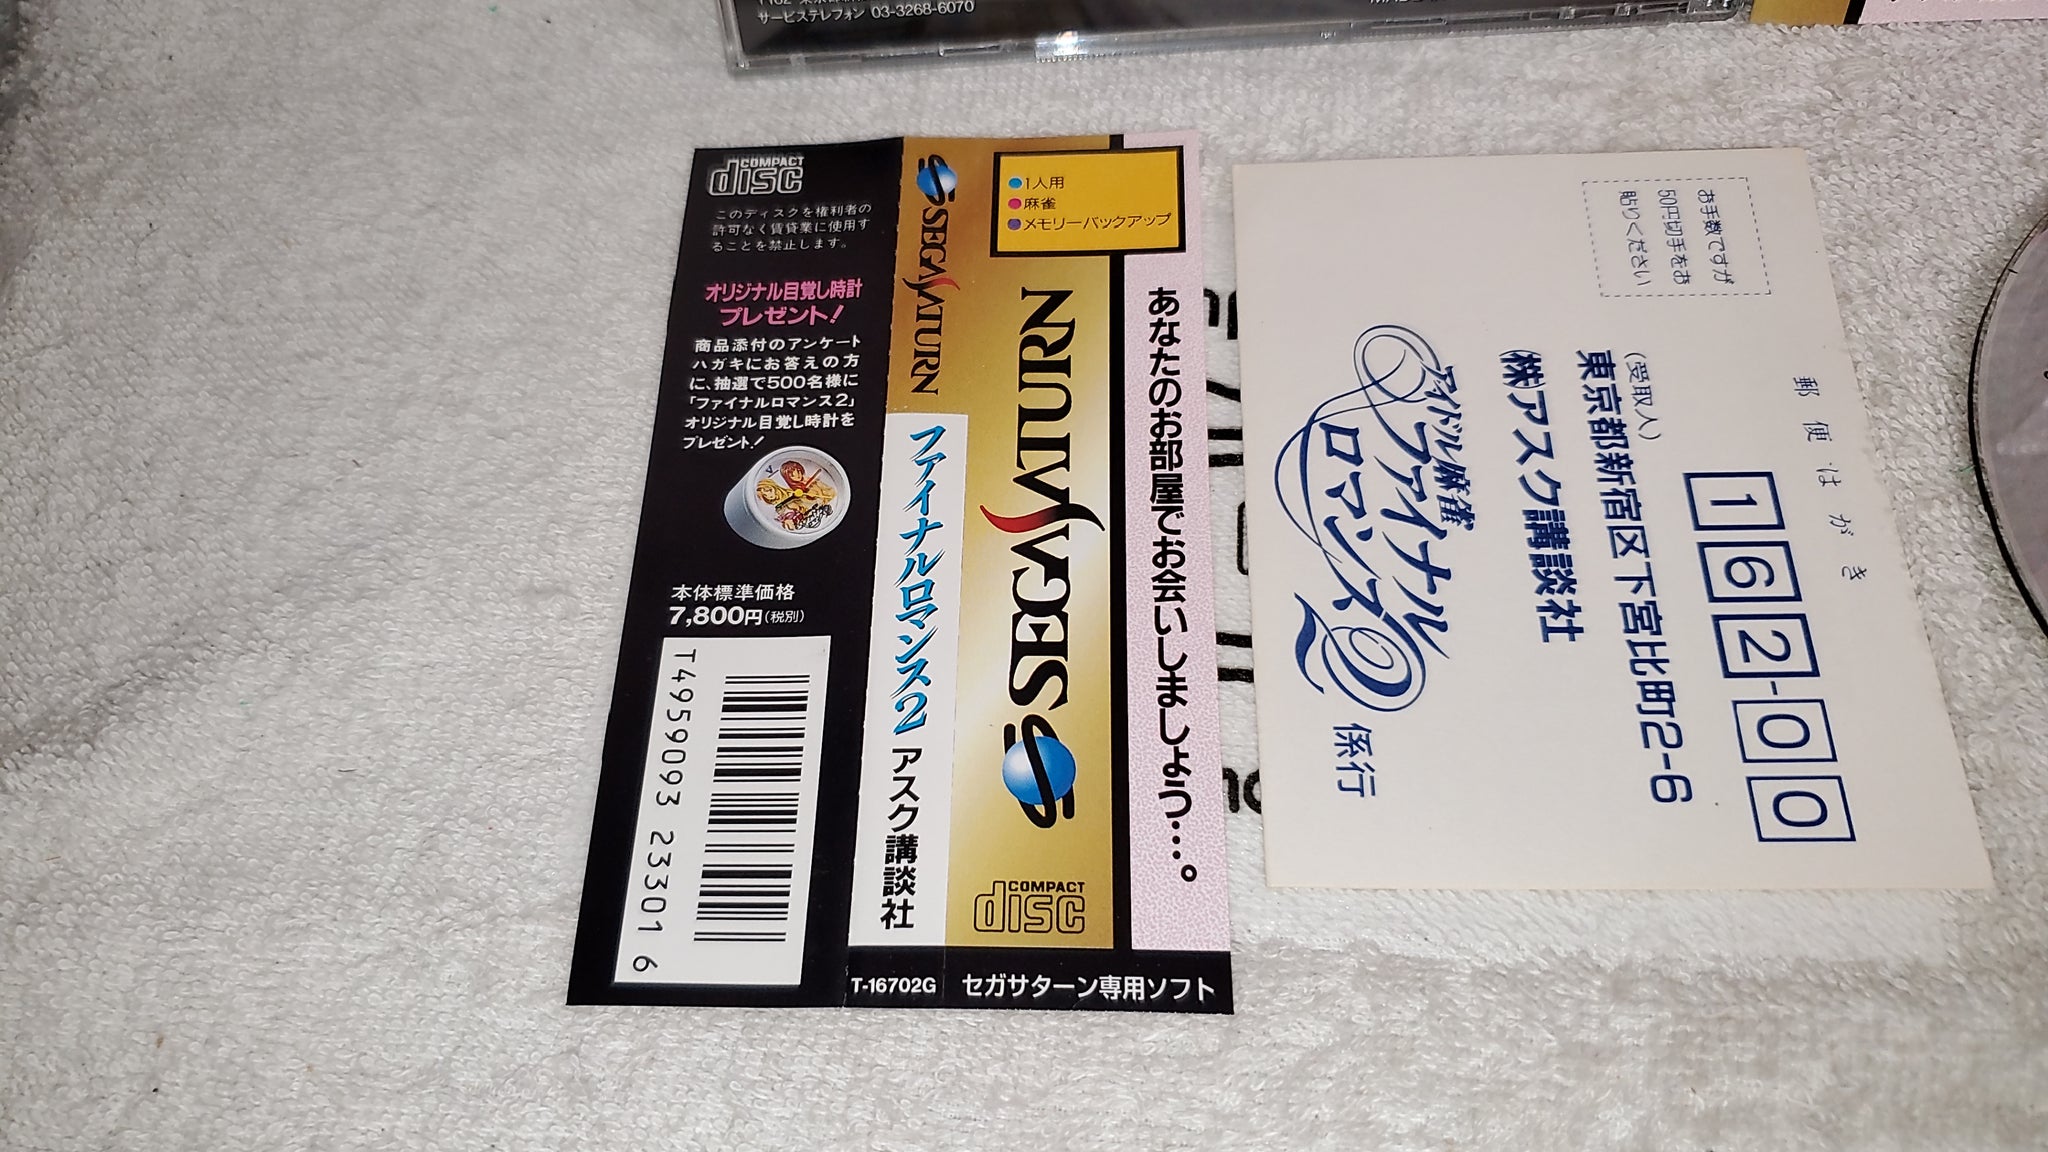 サービステレフォン 03-3268-6070
COMPACT
disc
このディスクを権利者の
許可なく賃貸業に使用す
ることを禁止します。
オリジナル目覚し時計
プレゼント!
商品添付のアンケート
ハガキにお答えの方
に、抽選で500名様に
「ファイナルロマンス2」
オリジナル目覚し時計を
プレゼント!
本体標準価格
7,800円(税別)
T4959093 233016
SEGA SATURN
ファイナルロマンス2
アスク講談社
T-16702G
1人用
麻雀
メモリーバックアップ
SEGA SATURN
COMPACT
disc
あなたのお部屋でお会いしましょう…。
セガサターン専用ソフト
郵便はがき
162-00
お手数ですが
50円切手をお
貼りください
(受取人)
東京都新宿区下宮比町2-6
(株)アスク講談社
アイドル麻雀
ファイナル
ロマンス2
係行